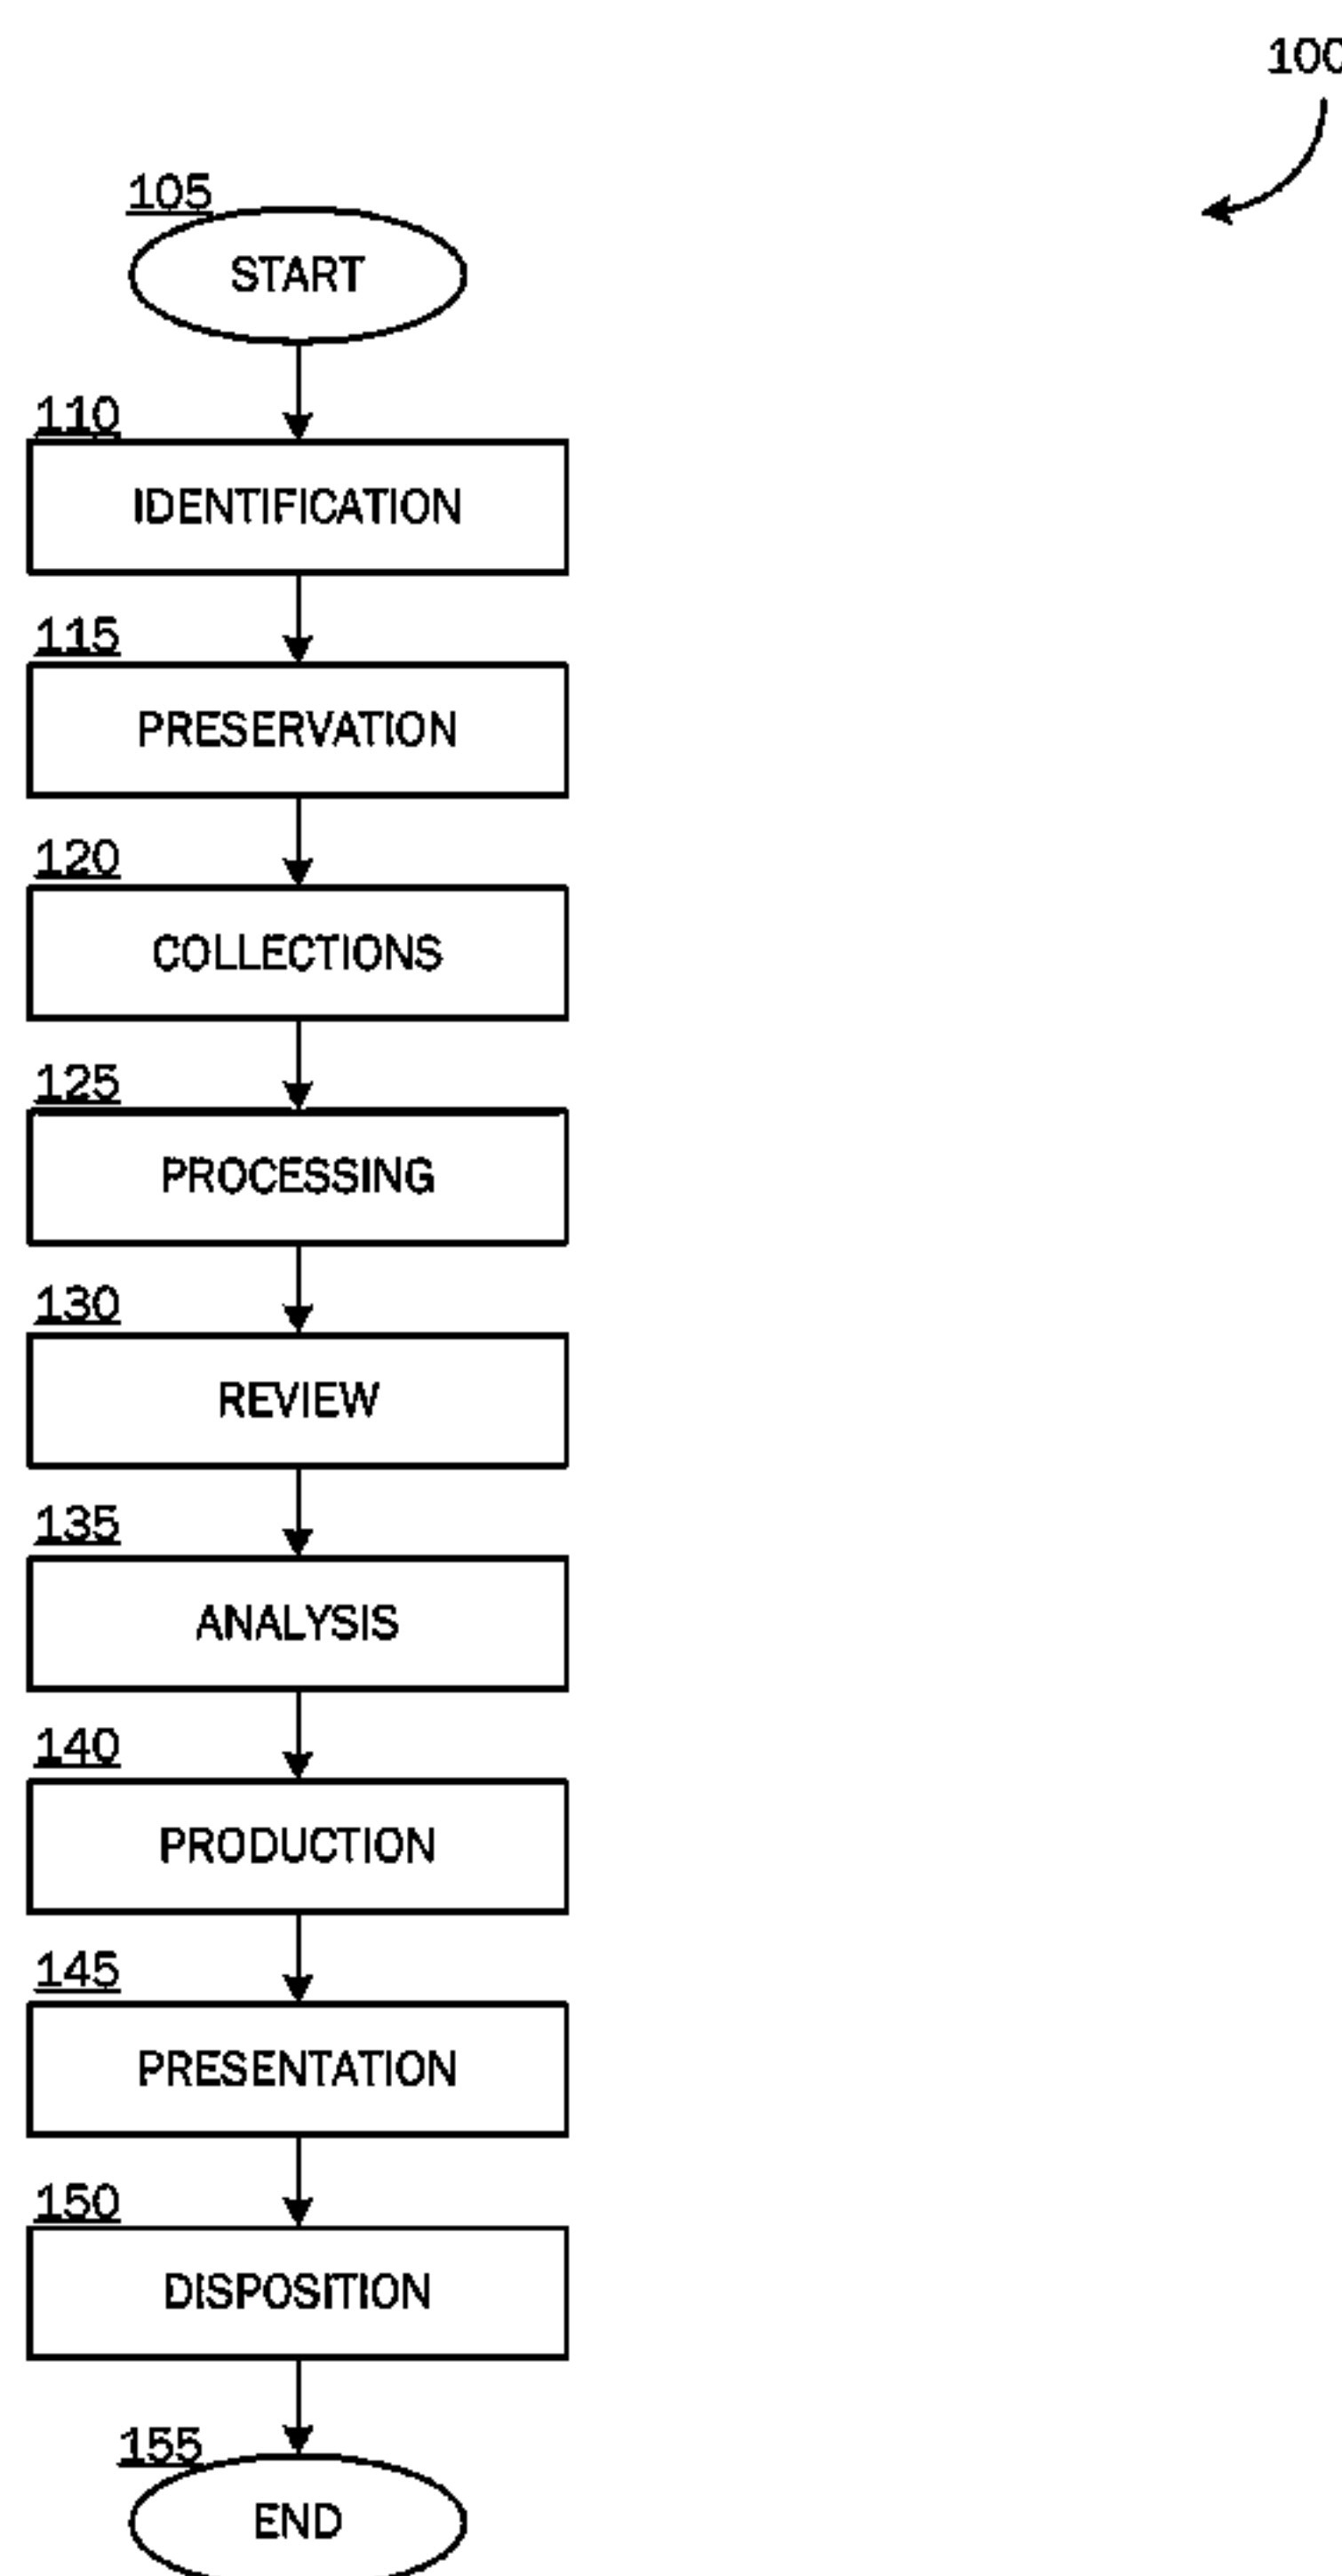 100
105
START
110
IDENTIFICATION
115
PRESERVATION
120
COLLECTIONS
125
PROCESSING
130
REVIEW
135
ANALYSIS
140
PRODUCTION
145
PRESENTATION
150
DISPOSITION
155
END